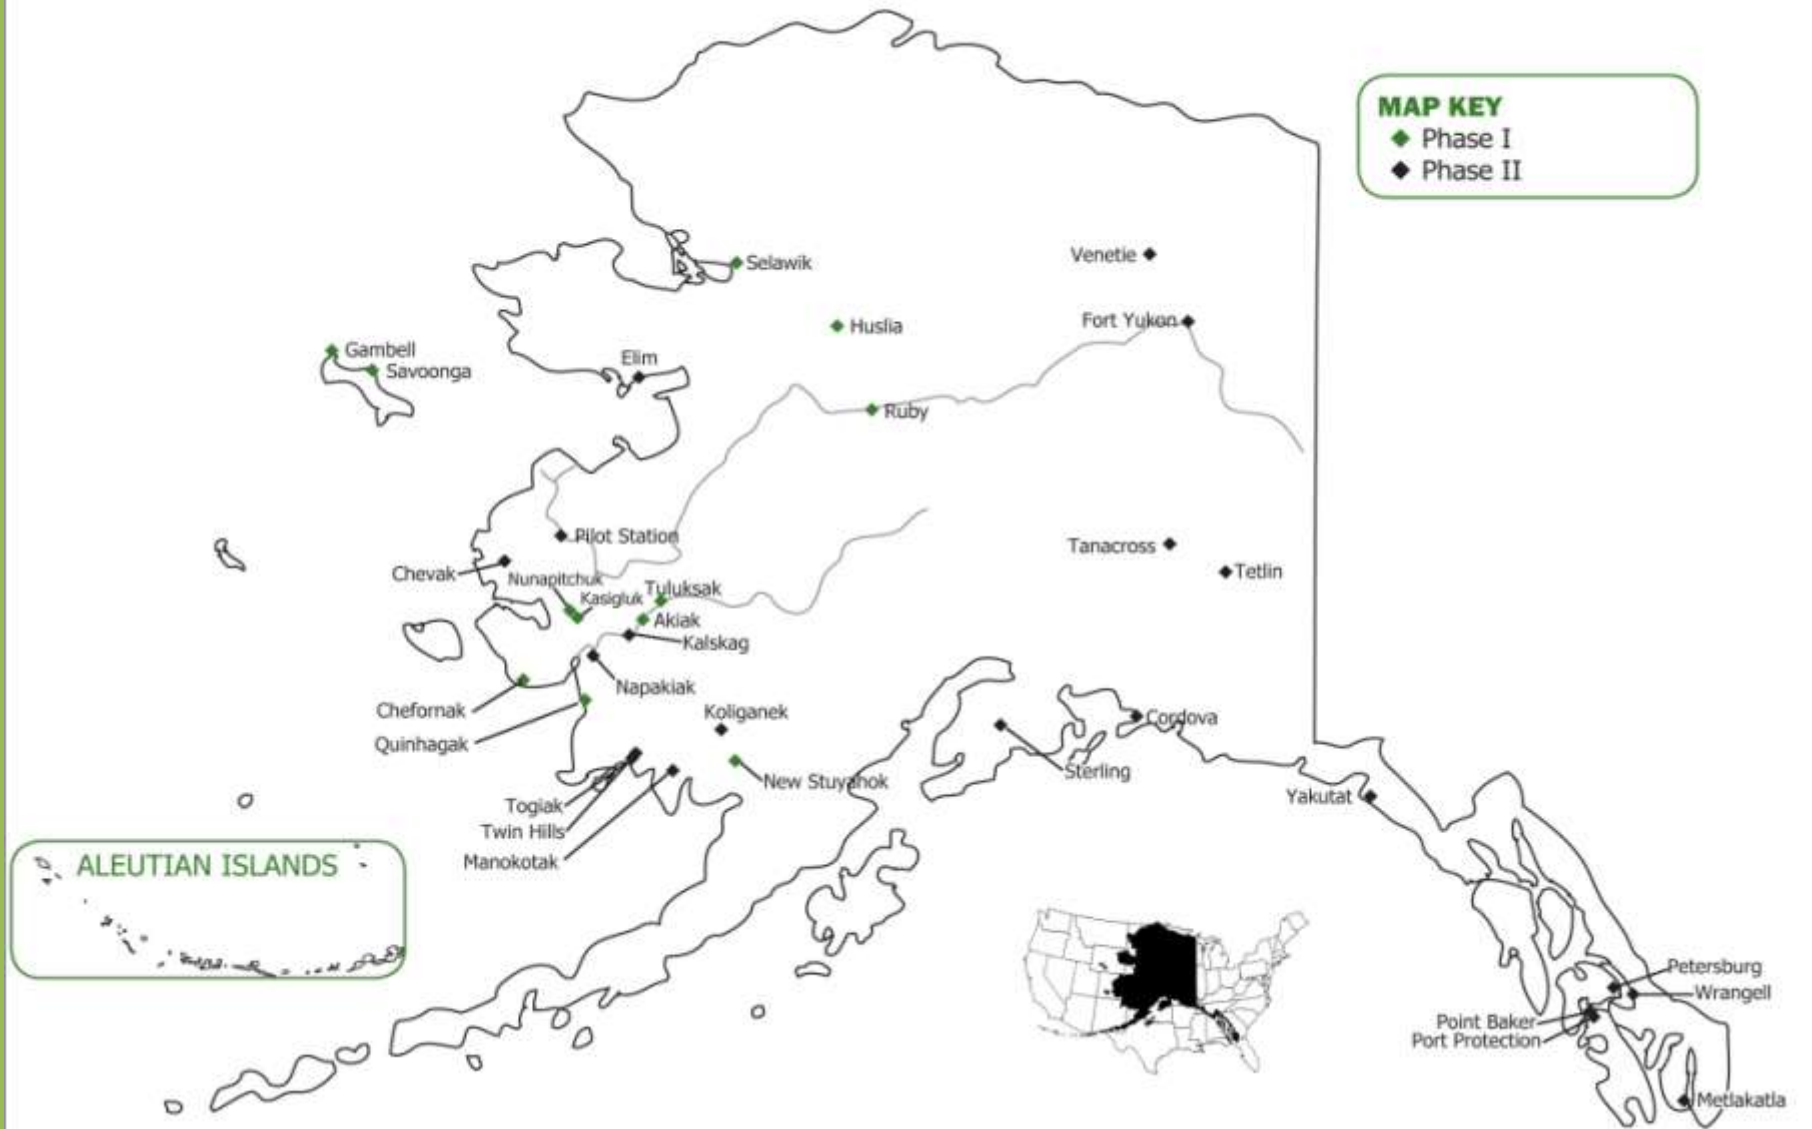 MAP KEY
Phase I
Phase II
Selawik
Venetie
Huslia
Fort Yukon
Gambell
Savoonga
Elim
Ruby
Pilot Station
Tanacross
Tetlin
Chevak
Nunapitchuk
Kasigluk
Tuluksak
Akiak
Kalskag
Napakiak
Chefornak
Koliganek
Cordova
Quinhagak
Sterling
New Stuyahok
Yakutat
Togiak
Twin Hills
Manokotak
ALEUTIAN ISLANDS
Petersburg
Wrangell
Point Baker
Port Protection
Metlakatla